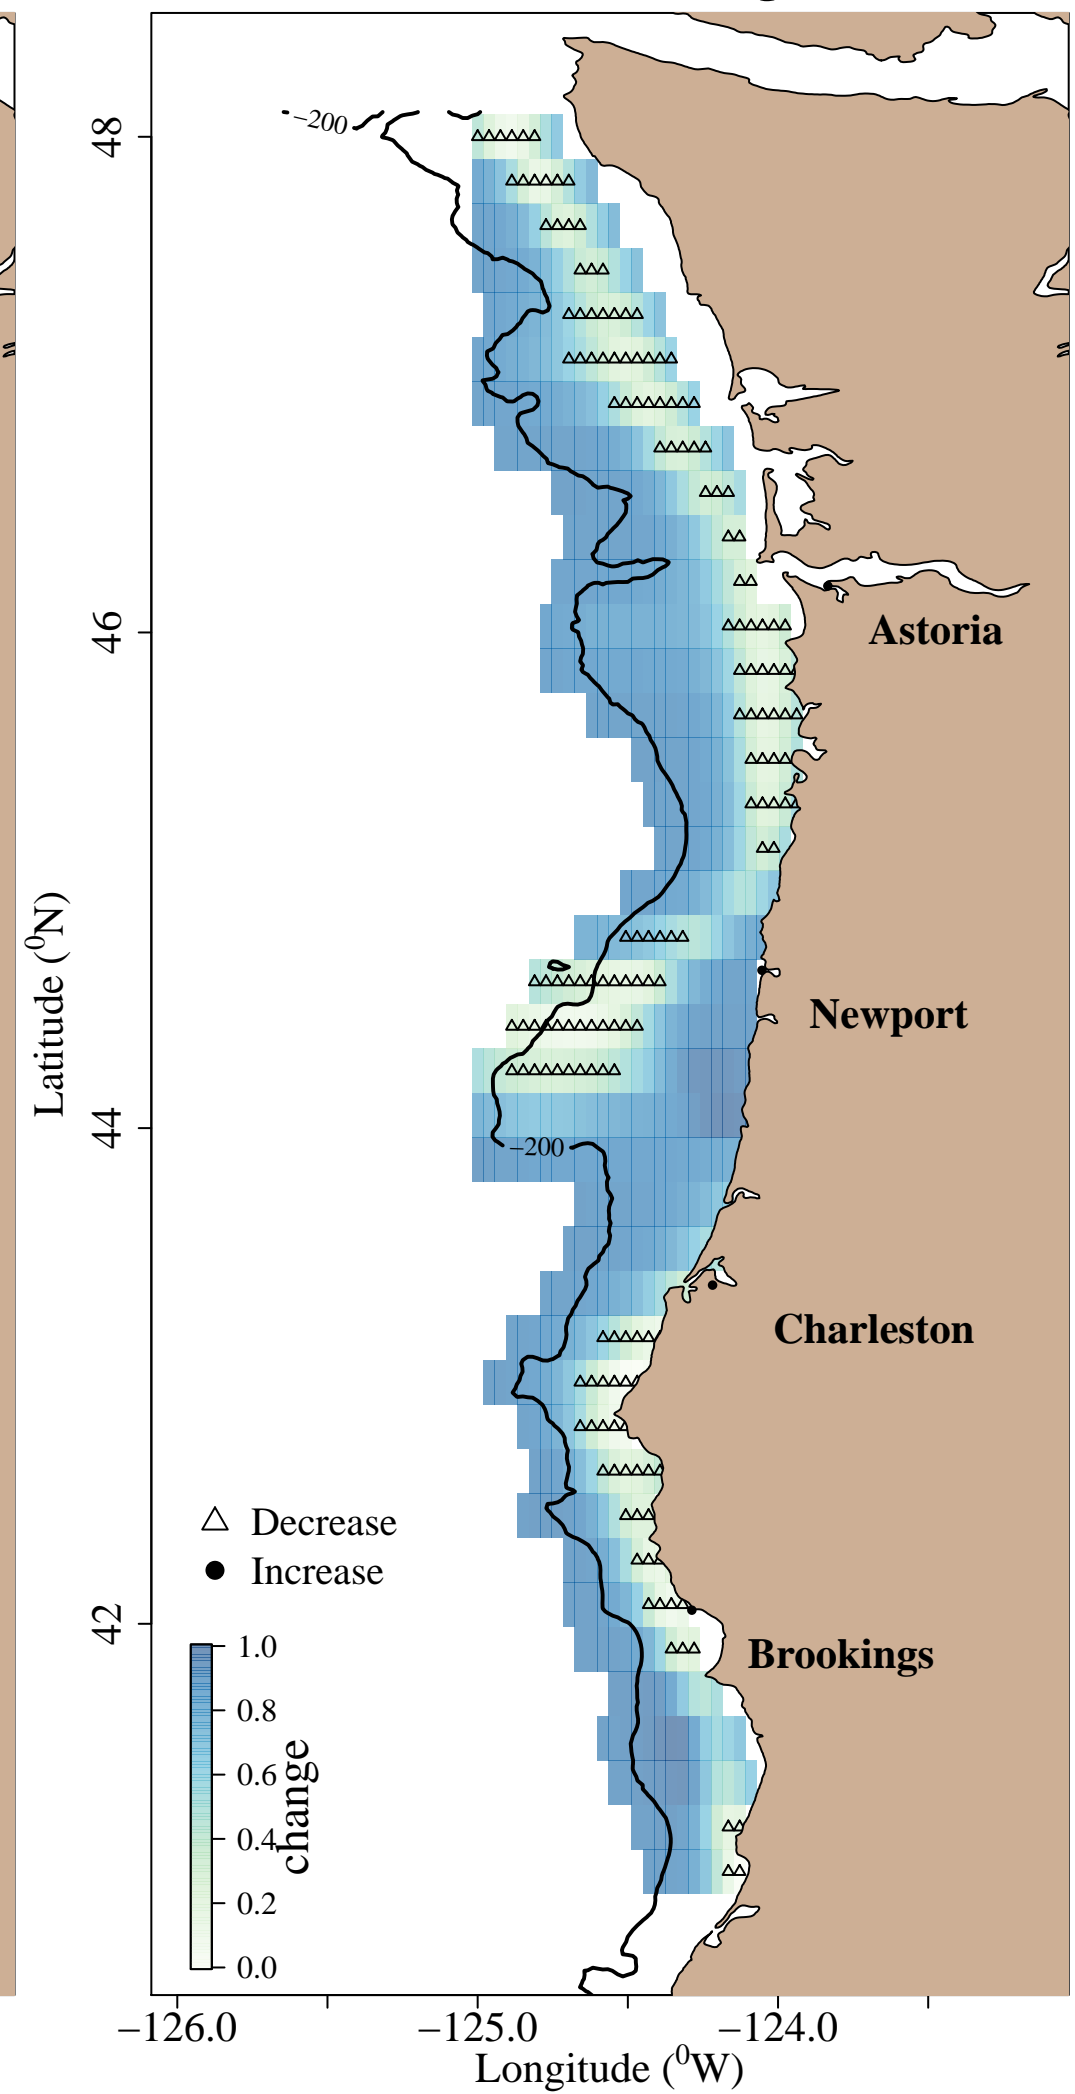 −200
48
46
Astoria
Latitude (⁰N)
Newport
44
−200
Charleston
Decrease
Increase
42
Brookings
1.0
0.8
0.6
0.4
0.2
0.0
change
−126.0
−125.0
−124.0
Longitude (⁰W)